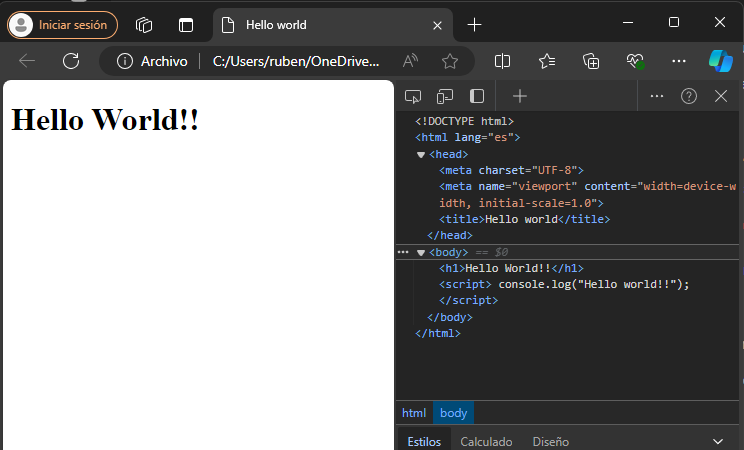 Iniciar sesión
Hello world
Archivo
C:/Users/ruben/OneDrive...
Hello World!!
<!DOCTYPE html>
<html lang="es">
<head>
<meta charset="UTF-8">
<meta name="viewport" content="width=device-w
idth, initial-scale=1.0">
<title>Hello world</title>
</head>
<body> == $0
<h1>Hello World!!</h1>
<script> console.log("Hello world!!");
</script>
</body>
</html>
html body
Estilos Calculado Diseño